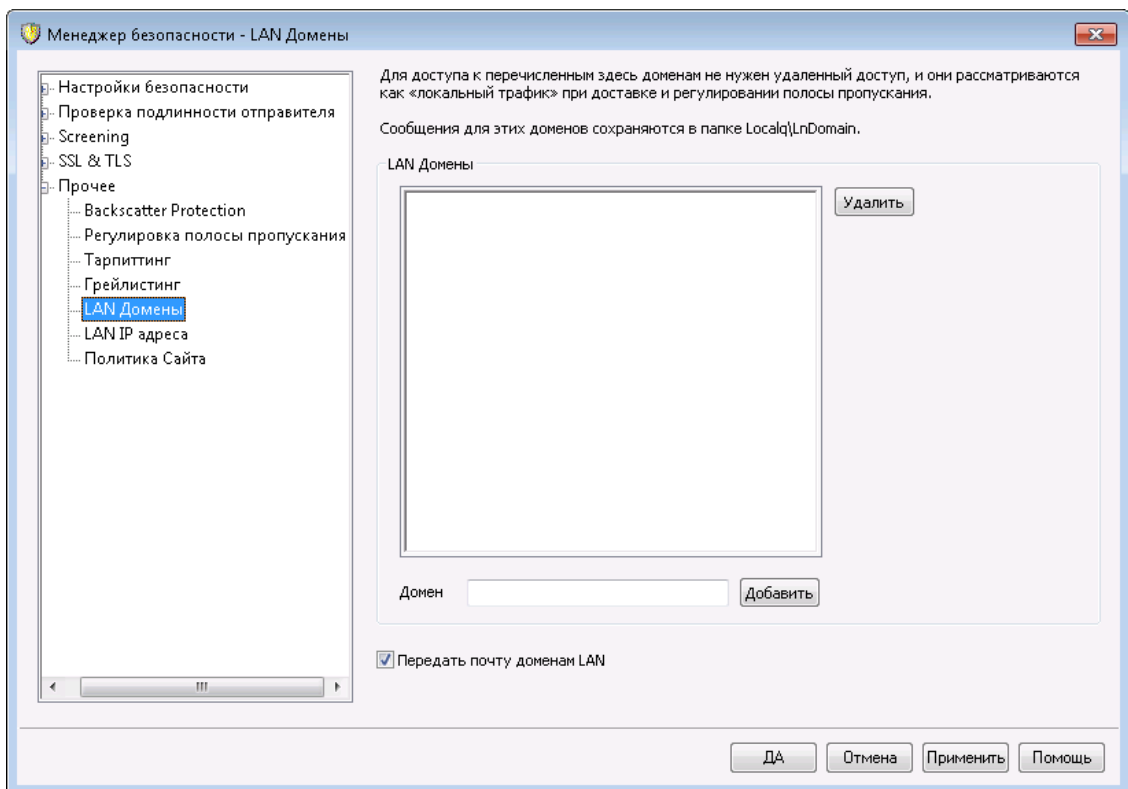 Менеджер безопасности - LAN Домены
Настройки безопасности
Проверка подлинности отправителя
Screening
SSL & TLS
Прочее
Backscatter Protection
Регулировка полосы пропускания
Тарпиттинг
Грейлистинг
LAN Домены
LAN IP адреса
Политика Сайта
Для доступа к перечисленным здесь доменам не нужен удаленный доступ, и они рассматриваются
как «локальный трафик» при доставке и регулировании полосы пропускания.
Сообщения для этих доменов сохраняются в папке Localq\LnDomain.
LAN Домены
Удалить
Домен
Добавить
Передать почту доменам LAN
ДА
Отмена
Применить
Помощь